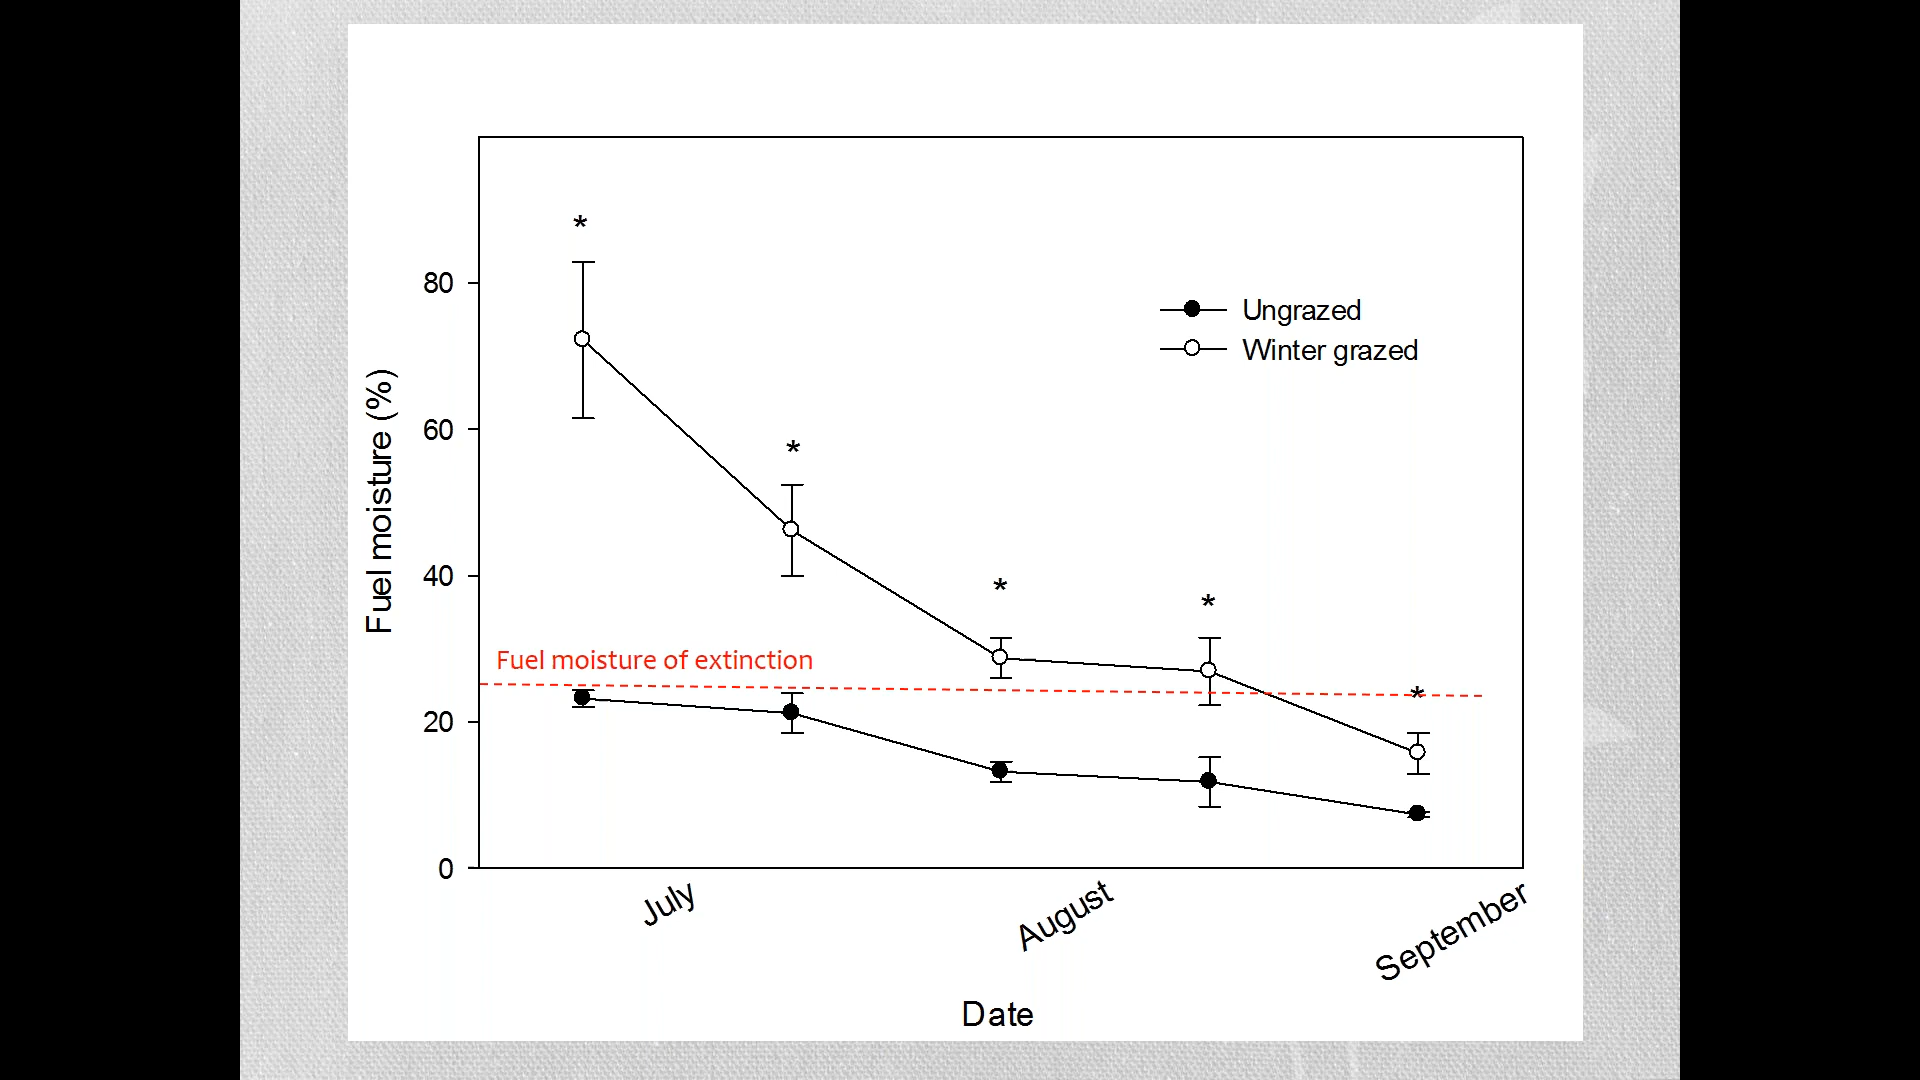 *
80
Ungrazed
Winter grazed
60
*
Fuel moisture (%)
40
*
*
Fuel moisture of extinction
*
20
0
July
August
September
Date